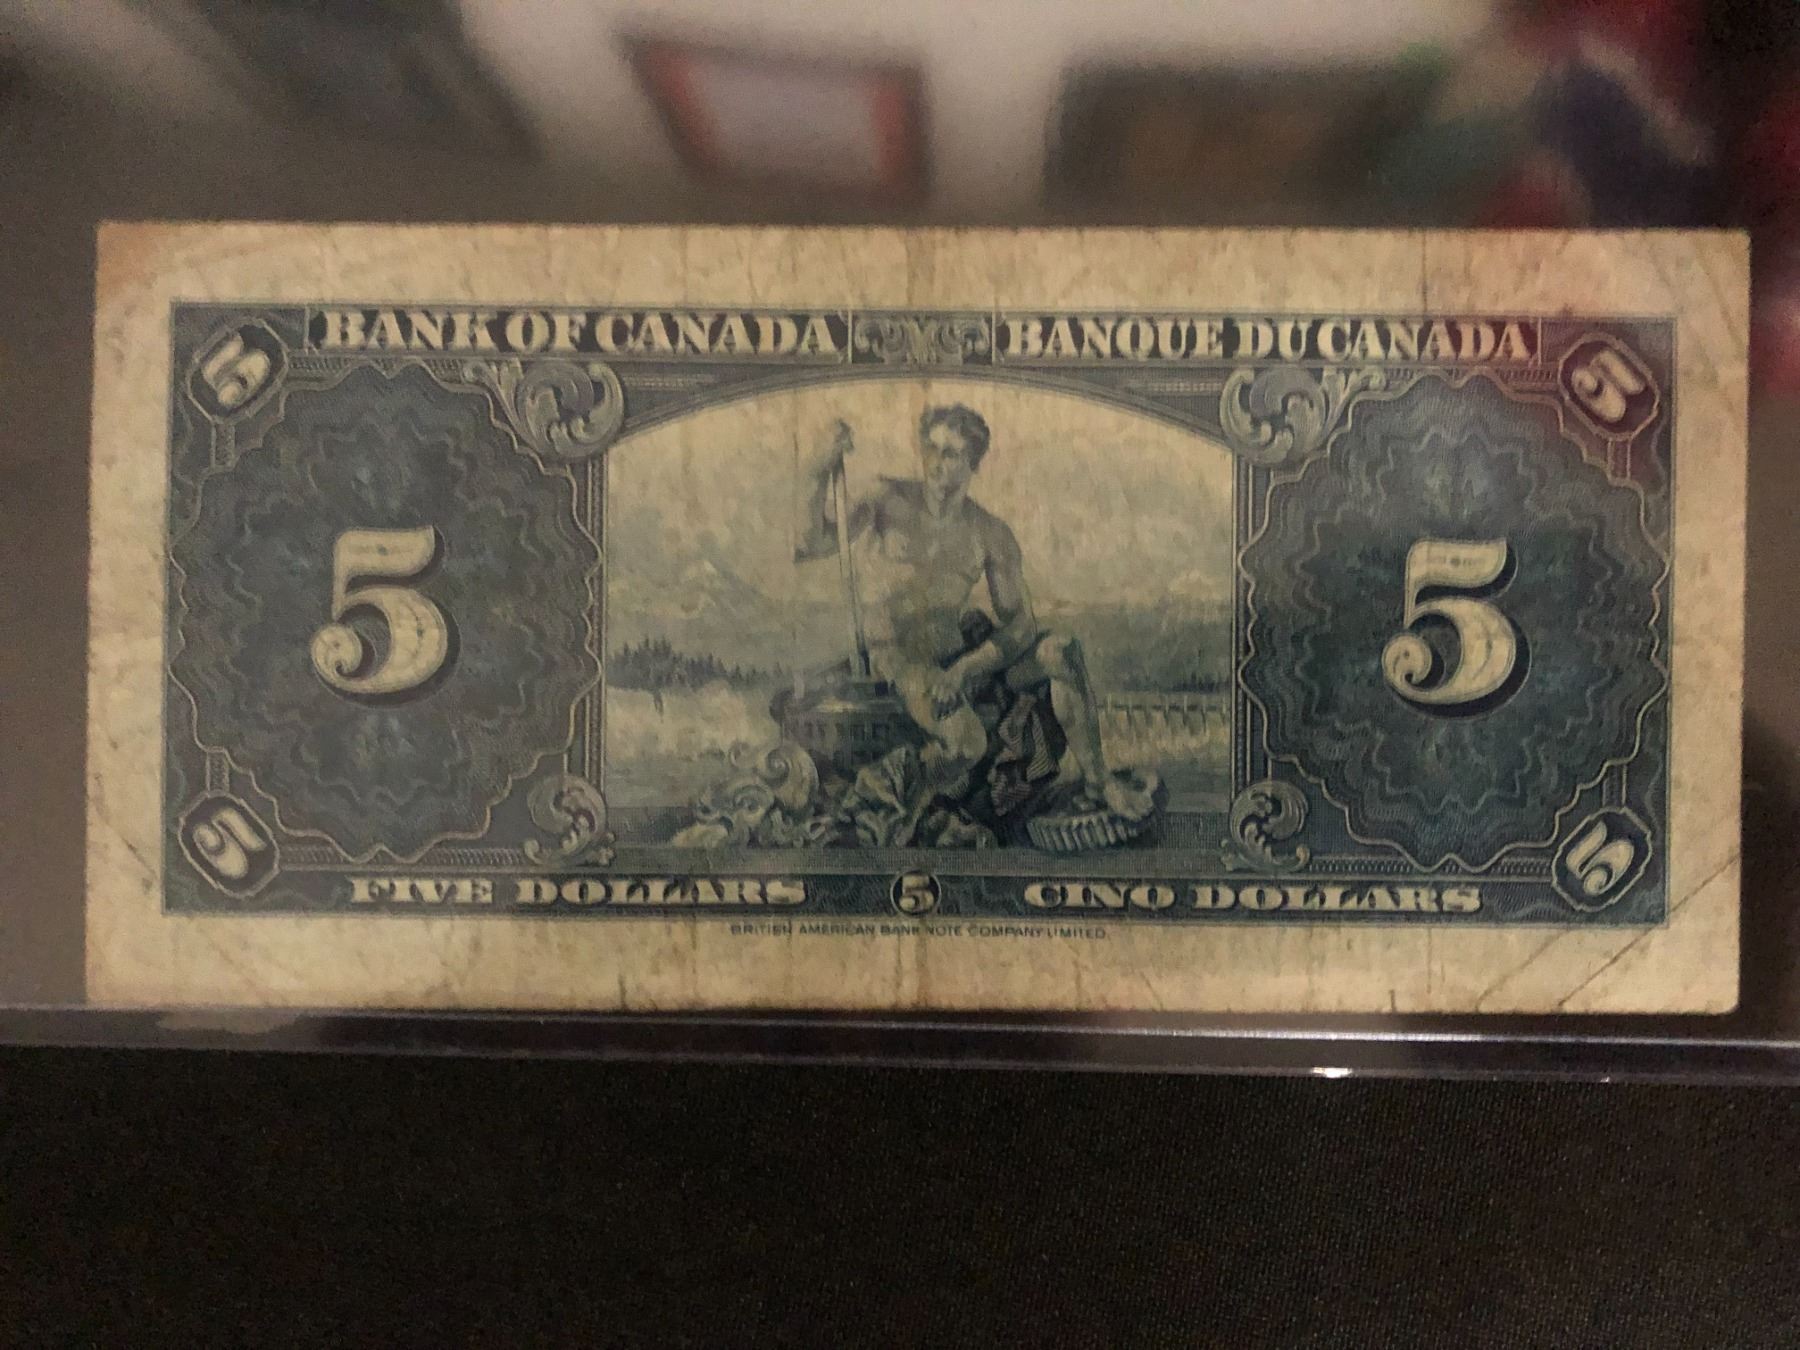 BANK OF CANADA BANQUE DU CANADA
5 5
5 5
5 5
FIVE DOLLARS 5 CINQ DOLLARS
BRITISH AMERICAN BANK NOTE COMPANY LIMITED.